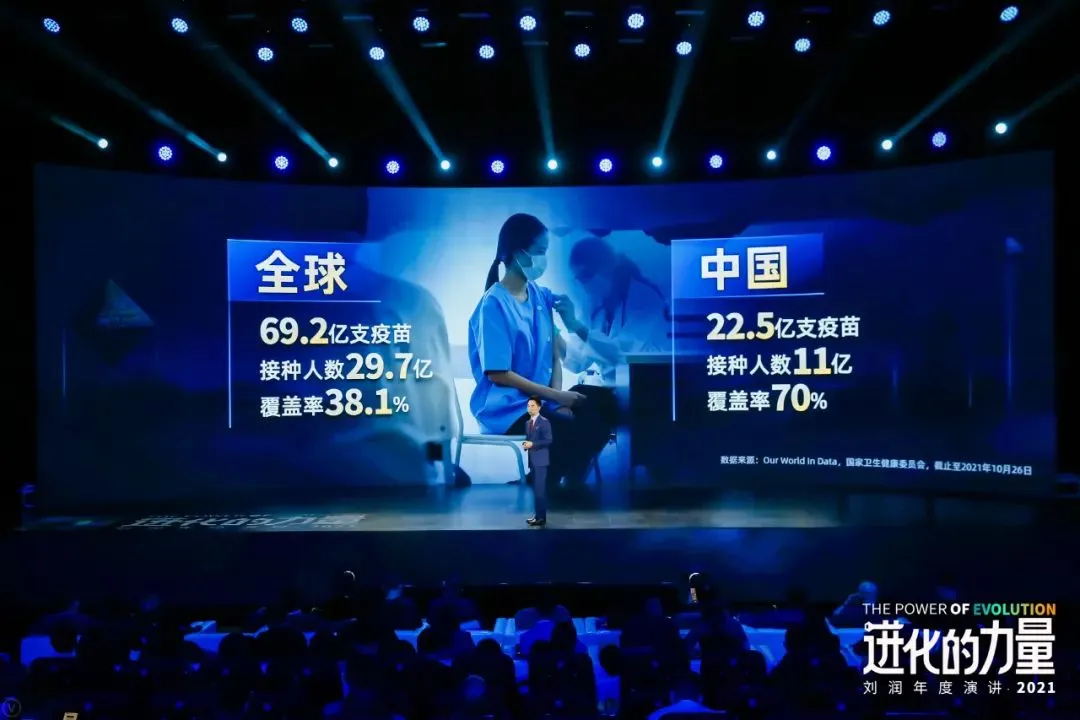 全球
69.2亿支疫苗
接种人数29.7亿
覆盖率38.1%
中国
22.5亿支疫苗
接种人数11亿
覆盖率70%
数据来源：Our World In Data，国家卫生健康委员会，截止至2021年10月26日
进化的力量
THE POWER OF EVOLUTION
进化的力量
刘润年度演讲·2021